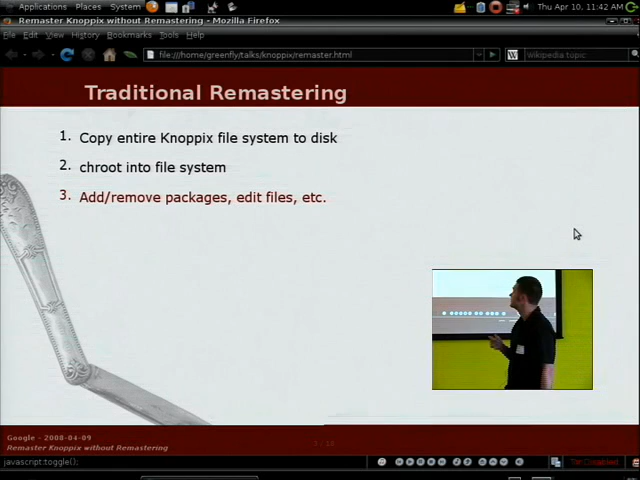 Applications Places System
Thu Apr 10, 11:42 AM
Remaster Knoppix without Remastering - Mozilla Firefox
File Edit View History Bookmarks Tools Help
file:///home/greenfly/talks/knoppix/remaster.html
W
Wikipedia topic:
Traditional Remastering
1. Copy entire Knoppix file system to disk
2. chroot into file system
3. Add/remove packages, edit files, etc.
Google - 2008-04-09
Remaster Knoppix without Remastering
javascript:toggle();
Tor Disabled